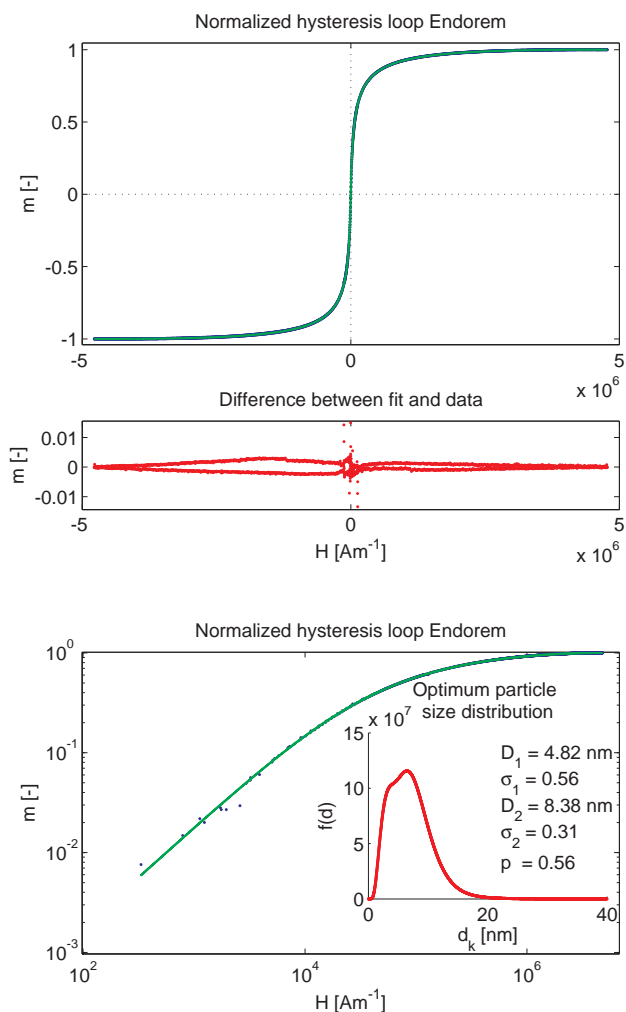 Normalized hysteresis loop Endorem
1
0.5
0
-0.5
-1
m [-]
-5
0
5
x 10^6
Difference between fit and data
0.01
0
-0.01
m [-]
-5
0
5
H [Am^-1]
x 10^6
Normalized hysteresis loop Endorem
10^0
10^-1
10^-2
10^-3
m [-]
10^2
10^4
10^6
H [Am^-1]
Optimum particle
size distribution
x 10^7
15
10
5
0
f(d)
0
20
40
d_k [nm]
D_1 = 4.82 nm
σ_1 = 0.56
D_2 = 8.38 nm
σ_2 = 0.31
p = 0.56